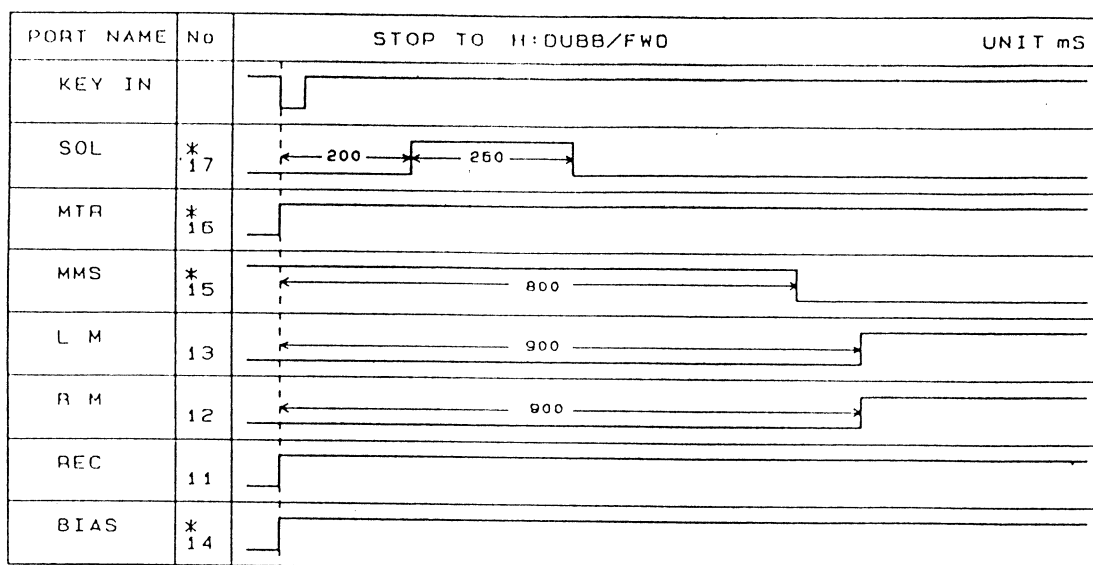 PORT NAME No STOP TO H:DUBB/FWD UNIT mS
KEY IN
SOL * 17 200 250
MTR * 16
MMS * 15 800
L M 13 900
R M 12 900
REC 11
BIAS * 14